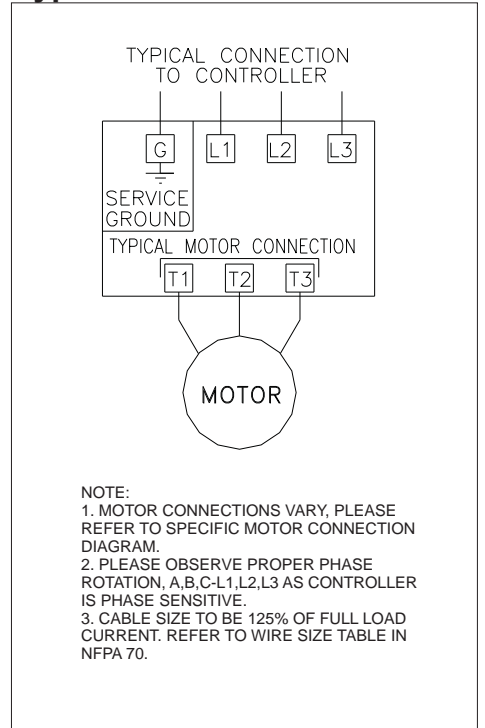 TYPICAL CONNECTION
TO CONTROLLER
G L1 L2 L3
SERVICE
GROUND
TYPICAL MOTOR CONNECTION
T1 T2 T3
MOTOR
NOTE:
1. MOTOR CONNECTIONS VARY, PLEASE
REFER TO SPECIFIC MOTOR CONNECTION
DIAGRAM.
2. PLEASE OBSERVE PROPER PHASE
ROTATION, A,B,C-L1,L2,L3 AS CONTROLLER
IS PHASE SENSITIVE.
3. CABLE SIZE TO BE 125% OF FULL LOAD
CURRENT. REFER TO WIRE SIZE TABLE IN
NFPA 70.